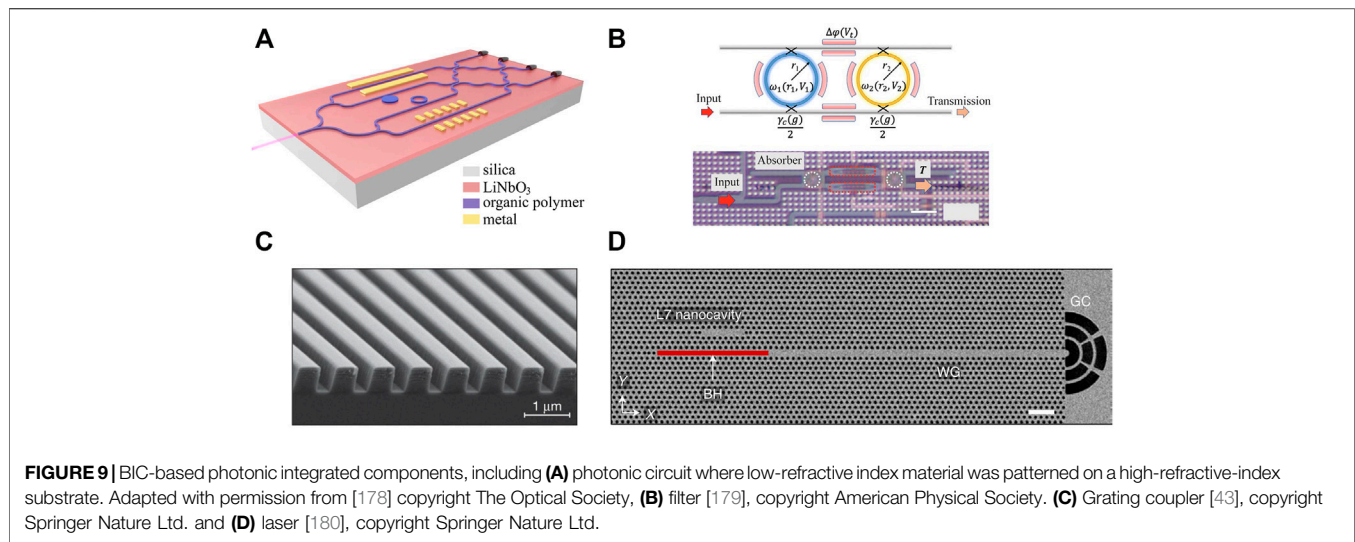 A
silica
LiNbO₃
organic polymer
metal
B
Δφ(Vₜ)
r₁
r₂
ω₁(r₁, V₁)
ω₂(r₂, V₂)
Input
Transmission
γ꜀(g)/2
γ꜀(g)/2
Absorber
Input
T
C
1 μm
D
L7 nanocavity
GC
WG
BH
Y
X
FIGURE 9 | BIC-based photonic integrated components, including (A) photonic circuit where low-refractive index material was patterned on a high-refractive-index
substrate. Adapted with permission from [178] copyright The Optical Society, (B) filter [179], copyright American Physical Society. (C) Grating coupler [43], copyright
Springer Nature Ltd. and (D) laser [180], copyright Springer Nature Ltd.